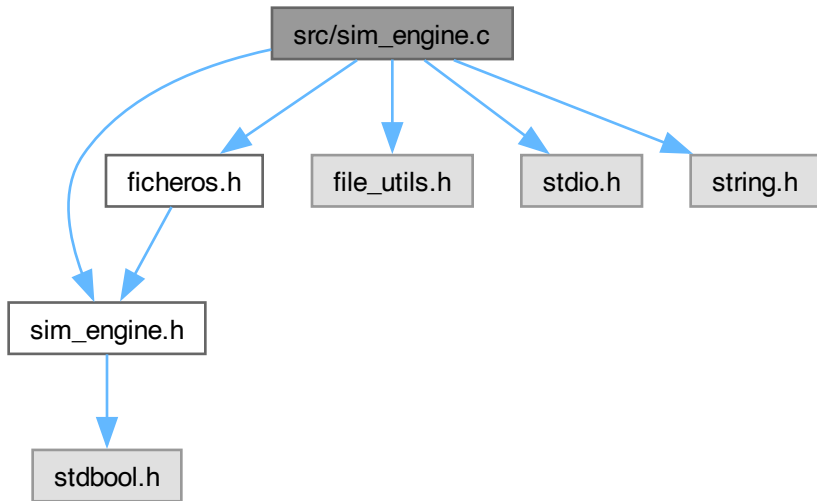 src/sim_engine.c
ficheros.h
file_utils.h
stdio.h
string.h
sim_engine.h
stdbool.h